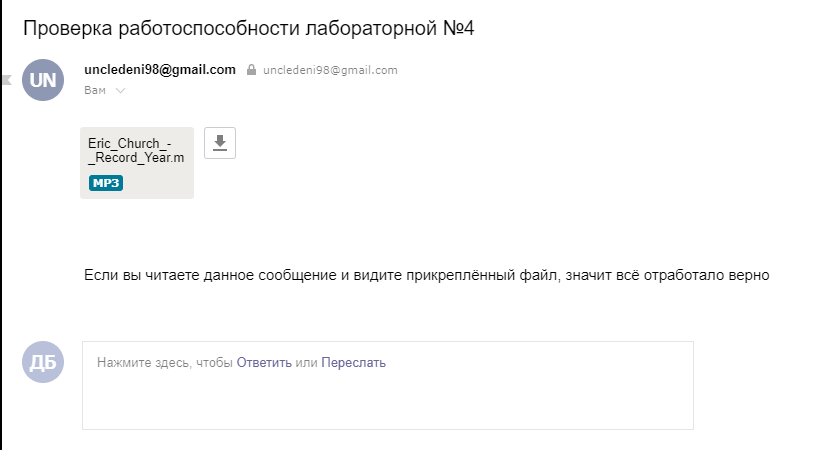 Проверка работоспособности лабораторной №4
UN
uncledeni98@gmail.com uncledeni98@gmail.com
Вам
Eric_Church_-
_Record_Year.m
MP3
Если вы читаете данное сообщение и видите прикреплённый файл, значит всё отработало верно
ДБ
Нажмите здесь, чтобы Ответить или Переслать